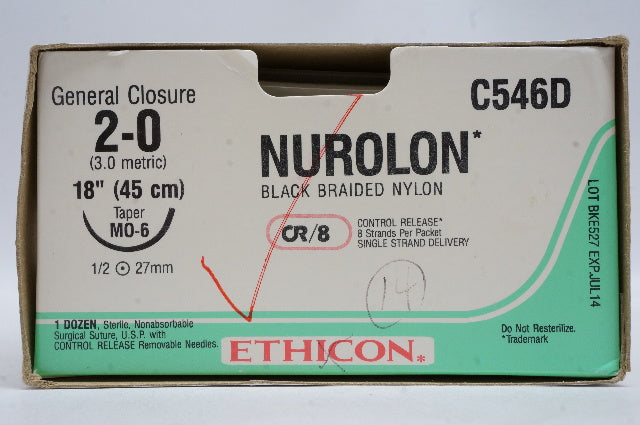 General Closure
2-0
(3.0 metric)
18" (45 cm)
Taper
MO-6
1/2 27mm
C546D
NUROLON*
BLACK BRAIDED NYLON
CR/8
CONTROL RELEASE*
8 Strands Per Packet
SINGLE STRAND DELIVERY
LOT BKE527 EXP.JUL14
14
1 DOZEN, Sterile, Nonabsorbable
Surgical Suture, U.S.P. with
CONTROL RELEASE Removable Needles.
ETHICON*
Do Not Resterilize.
*Trademark